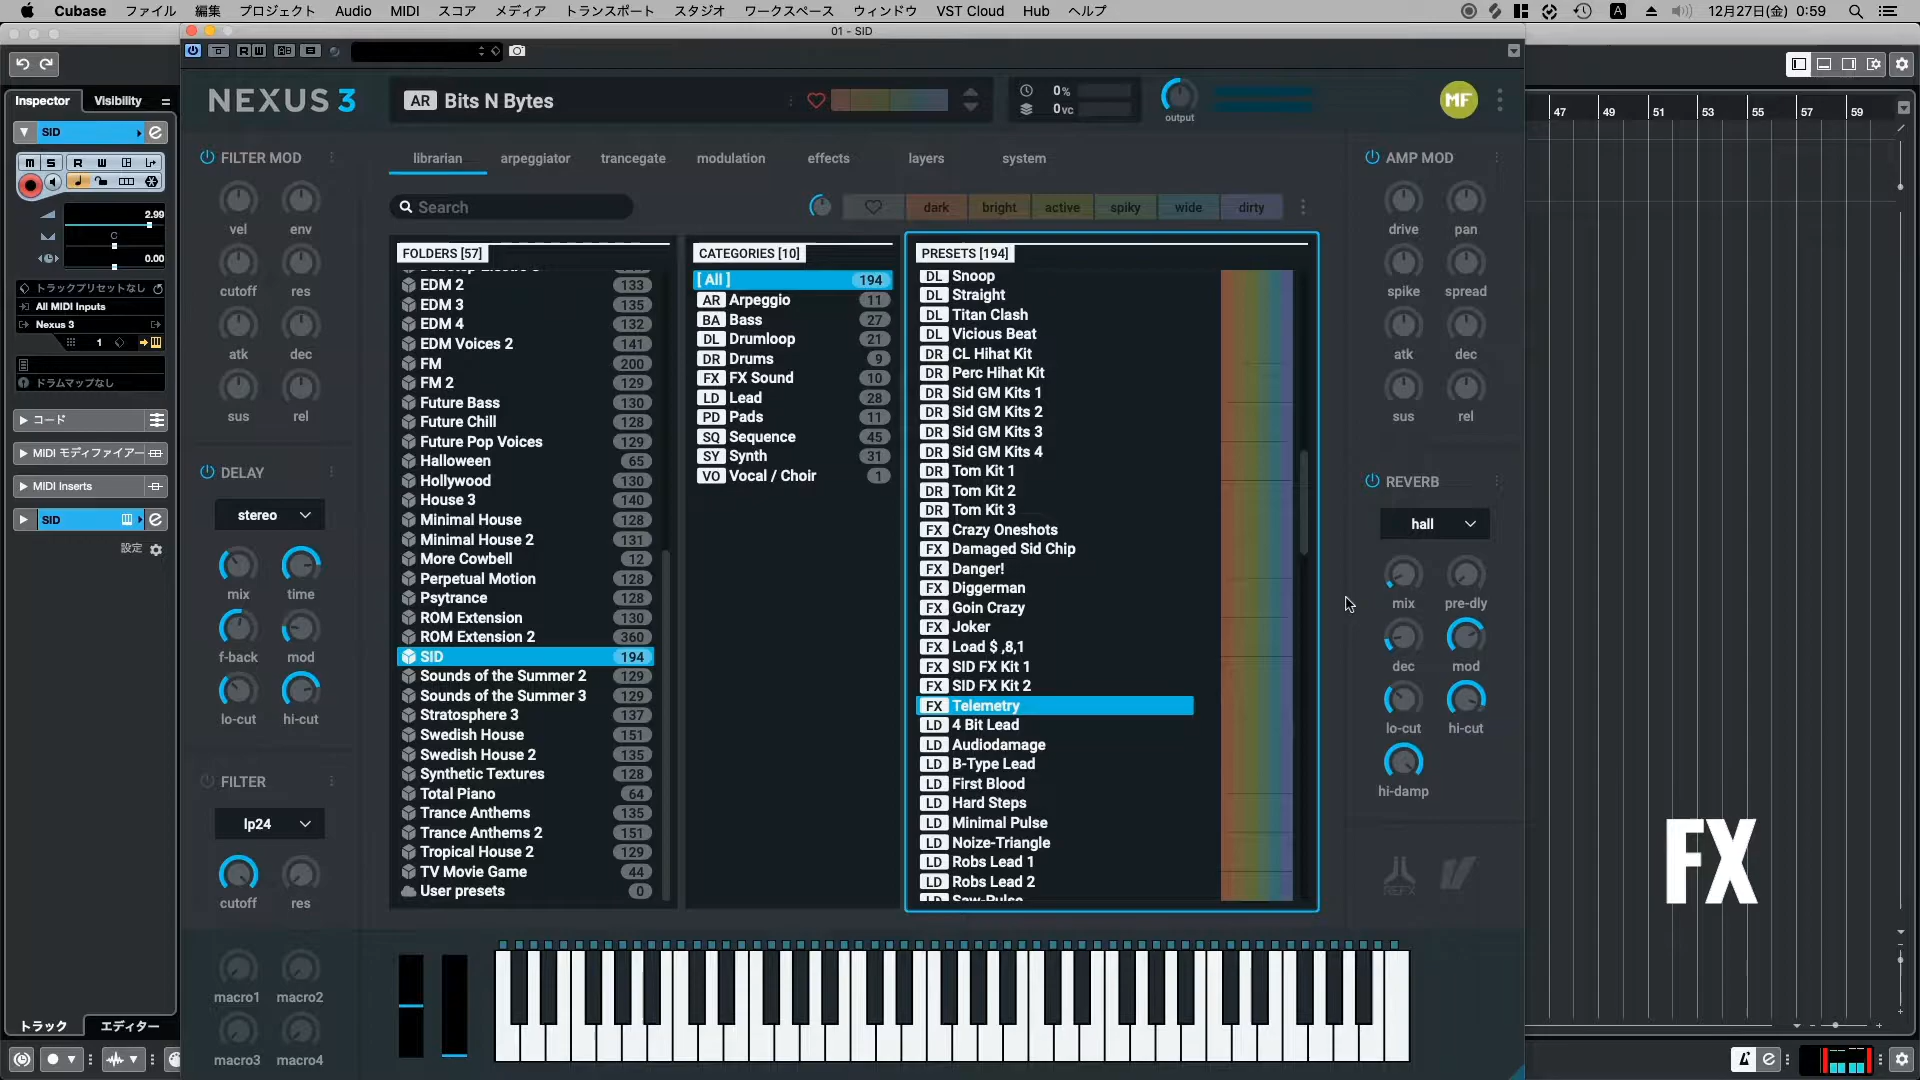 Cubase ファイル 編集 プロジェクト Audio MIDI スコア メディア トランスポート スタジオ ワークスペース ウィンドウ VST Cloud Hub ヘルプ
A 12月27日(金) 0:59
01 - SID
R W
Inspector Visibility
SID
M S R W
2.99
C
0.00
トラックプリセットなし
All MIDI Inputs
Nexus 3
1
ドラムマップなし
コード
MIDI モディファイアー
MIDI Inserts
SID
設定
トラック エディター
NEXUS 3
AR Bits N Bytes
0 %
0 vc
output
MF
librarian arpeggiator trancegate modulation effects layers system
Search
dark bright active spiky wide dirty
FILTER MOD
vel env
cutoff res
atk dec
sus rel
DELAY
stereo
mix time
f-back mod
lo-cut hi-cut
FILTER
lp24
cutoff res
macro1 macro2
macro3 macro4
FOLDERS [57]
EDM 2 133
EDM 3 135
EDM 4 132
EDM Voices 2 141
FM 200
FM 2 129
Future Bass 130
Future Chill 128
Future Pop Voices 129
Halloween 65
Hollywood 130
House 3 140
Minimal House 128
Minimal House 2 131
More Cowbell 12
Perpetual Motion 128
Psytrance 128
ROM Extension 130
ROM Extension 2 360
SID 194
Sounds of the Summer 2 129
Sounds of the Summer 3 129
Stratosphere 3 137
Swedish House 151
Swedish House 2 135
Synthetic Textures 128
Total Piano 64
Trance Anthems 135
Trance Anthems 2 151
Tropical House 2 129
TV Movie Game 44
User presets 0
CATEGORIES [10]
[ All ] 194
AR Arpeggio 11
BA Bass 27
DL Drumloop 21
DR Drums 9
FX FX Sound 10
LD Lead 28
PD Pads 11
SQ Sequence 45
SY Synth 31
VO Vocal / Choir 1
PRESETS [194]
DL Snoop
DL Straight
DL Titan Clash
DL Vicious Beat
DR CL Hihat Kit
DR Perc Hihat Kit
DR Sid GM Kits 1
DR Sid GM Kits 2
DR Sid GM Kits 3
DR Sid GM Kits 4
DR Tom Kit 1
DR Tom Kit 2
DR Tom Kit 3
FX Crazy Oneshots
FX Damaged Sid Chip
FX Danger!
FX Diggerman
FX Goin Crazy
FX Joker
FX Load $ ,8,1
FX SID FX Kit 1
FX SID FX Kit 2
FX Telemetry
LD 4 Bit Lead
LD Audiodamage
LD B-Type Lead
LD First Blood
LD Hard Steps
LD Minimal Pulse
LD Noize-Triangle
LD Robs Lead 1
LD Robs Lead 2
LD Saw-Pulse
AMP MOD
drive pan
spike spread
atk dec
sus rel
REVERB
hall
mix pre-dly
dec mod
lo-cut hi-cut
hi-damp
REFX
47 49 51 53 55 57 59
FX